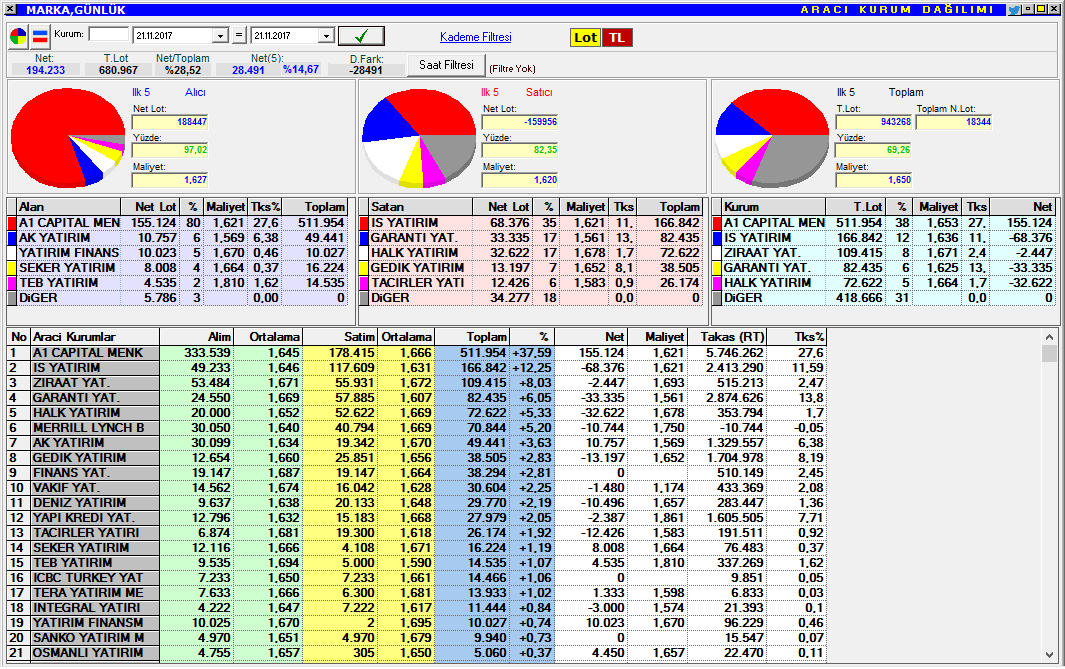 MARKA,GÜNLÜK ARACI KURUM DAĞILIMI
Kurum: 21.11.2017 = 21.11.2017 Kademe Filtresi Lot TL
Net: T.Lot Net/Toplam Net(5): D.Fark: Saat Filtresi (Filtre Yok)
194.233 680.967 %28,52 28.491 %14,67 -28491
Ilk 5 Alıcı
Net Lot:
188447
Yüzde:
97,02
Maliyet:
1,627
Ilk 5 Satıcı
Net Lot:
-159956
Yüzde:
82,35
Maliyet:
1,620
Ilk 5 Toplam
T.Lot: Toplam N.Lot:
943268 18344
Yüzde:
69,26
Maliyet:
1,650
Alan Net Lot % Maliyet Tks% Toplam
A1 CAPITAL MEN 155.124 80 1,621 27,6 511.954
AK YATIRIM 10.757 6 1,569 6,38 49.441
YATIRIM FINANS 10.023 5 1,670 0,46 10.027
SEKER YATIRIM 8.008 4 1,664 0,37 16.224
TEB YATIRIM 4.535 2 1,810 1,62 14.535
DiGER 5.786 3 0,00 0
Satan Net Lot % Maliyet Tks Toplam
IS YATIRIM 68.376 35 1,621 11, 166.842
GARANTI YAT. 33.335 17 1,561 13, 82.435
HALK YATIRIM 32.622 17 1,678 1,7 72.622
GEDIK YATIRIM 13.197 7 1,652 8,1 38.505
TACIRLER YATI 12.426 6 1,583 0,9 26.174
DiGER 34.277 18 0,0 0
Kurum T.Lot % Maliyet Tks Net
A1 CAPITAL MEN 511.954 38 1,653 27, 155.124
IS YATIRIM 166.842 12 1,636 11, -68.376
ZIRAAT YAT. 109.415 8 1,671 2,4 -2.447
GARANTI YAT. 82.435 6 1,625 13, -33.335
HALK YATIRIM 72.622 5 1,664 1,7 -32.622
DiGER 418.666 31 0,0 0
No Araci Kurumlar Alim Ortalama Satim Ortalama Toplam % Net Maliyet Takas (RT) Tks%
1 A1 CAPITAL MENK 333.539 1,645 178.415 1,666 511.954 +37,59 155.124 1,621 5.746.262 27,6
2 IS YATIRIM 49.233 1,646 117.609 1,631 166.842 +12,25 -68.376 1,621 2.413.290 11,59
3 ZIRAAT YAT. 53.484 1,671 55.931 1,672 109.415 +8,03 -2.447 1,693 515.213 2,47
4 GARANTI YAT. 24.550 1,669 57.885 1,607 82.435 +6,05 -33.335 1,561 2.874.626 13,8
5 HALK YATIRIM 20.000 1,652 52.622 1,669 72.622 +5,33 -32.622 1,678 353.794 1,7
6 MERRILL LYNCH B 30.050 1,640 40.794 1,669 70.844 +5,20 -10.744 1,750 -10.744 -0,05
7 AK YATIRIM 30.099 1,634 19.342 1,670 49.441 +3,63 10.757 1,569 1.329.557 6,38
8 GEDIK YATIRIM 12.654 1,660 25.851 1,656 38.505 +2,83 -13.197 1,652 1.704.978 8,19
9 FINANS YAT. 19.147 1,687 19.147 1,664 38.294 +2,81 0 510.149 2,45
10 VAKIF YAT. 14.562 1,674 16.042 1,628 30.604 +2,25 -1.480 1,174 433.369 2,08
11 DENIZ YATIRIM 9.637 1,638 20.133 1,648 29.770 +2,19 -10.496 1,657 283.447 1,36
12 YAPI KREDI YAT. 12.796 1,632 15.183 1,668 27.979 +2,05 -2.387 1,861 1.605.505 7,71
13 TACIRLER YATIRI 6.874 1,681 19.300 1,618 26.174 +1,92 -12.426 1,583 191.511 0,92
14 SEKER YATIRIM 12.116 1,666 4.108 1,671 16.224 +1,19 8.008 1,664 76.483 0,37
15 TEB YATIRIM 9.535 1,694 5.000 1,590 14.535 +1,07 4.535 1,810 337.269 1,62
16 ICBC TURKEY YAT 7.233 1,650 7.233 1,661 14.466 +1,06 0 9.851 0,05
17 TERA YATIRIM ME 7.633 1,666 6.300 1,681 13.933 +1,02 1.333 1,598 6.833 0,03
18 INTEGRAL YATIRI 4.222 1,647 7.222 1,617 11.444 +0,84 -3.000 1,574 21.393 0,1
19 YATIRIM FINANSM 10.025 1,670 2 1,695 10.027 +0,74 10.023 1,670 96.229 0,46
20 SANKO YATIRIM M 4.970 1,651 4.970 1,679 9.940 +0,73 0 15.547 0,07
21 OSMANLI YATIRIM 4.755 1,657 305 1,650 5.060 +0,37 4.450 1,657 22.470 0,11